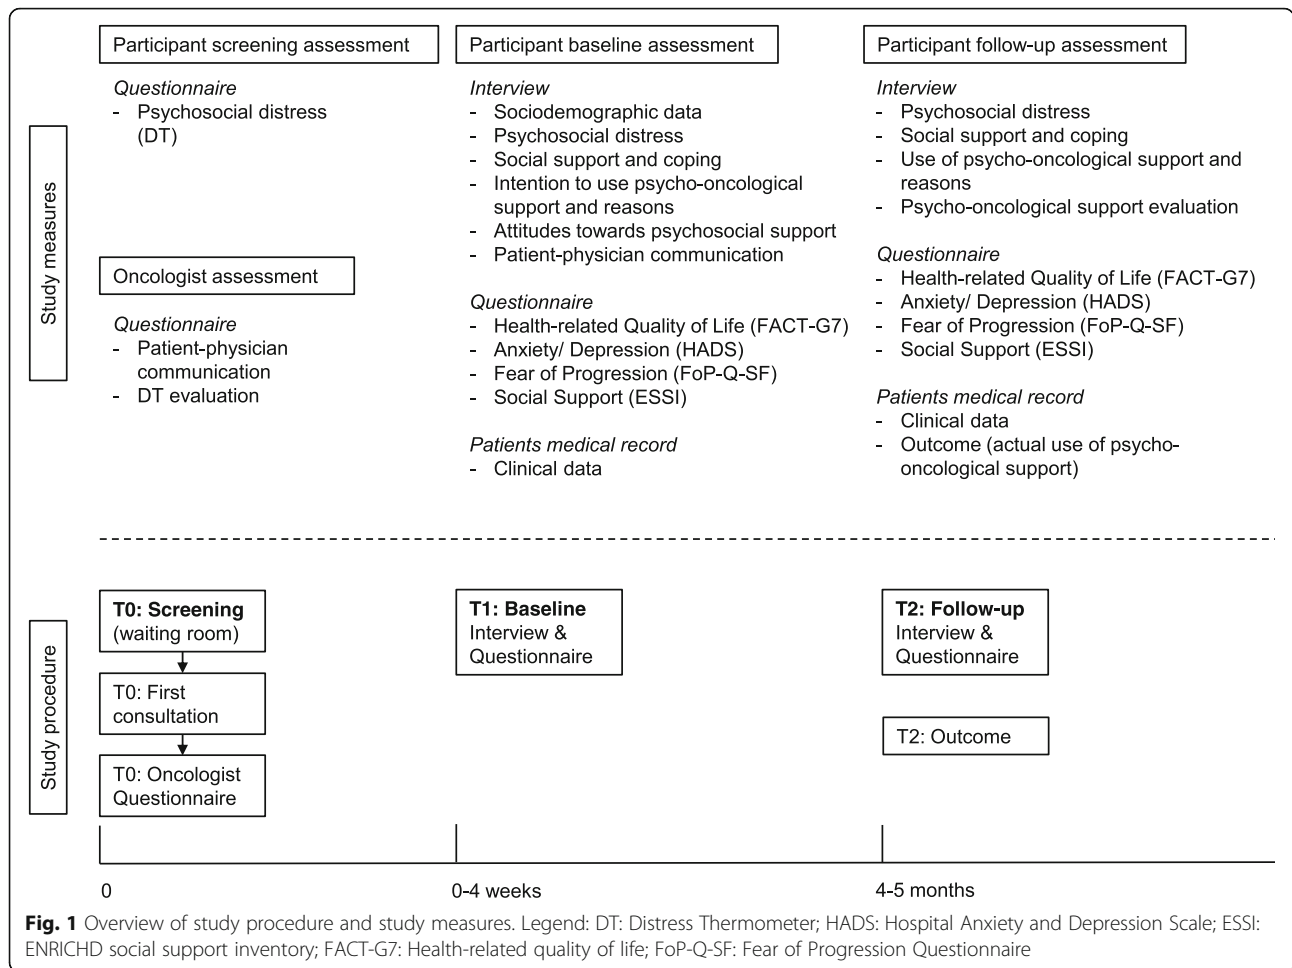 Study measures
Participant screening assessment
Questionnaire
- Psychosocial distress
(DT)
Oncologist assessment
Questionnaire
- Patient-physician
communication
- DT evaluation
Participant baseline assessment
Interview
- Sociodemographic data
- Psychosocial distress
- Social support and coping
- Intention to use psycho-oncological
support and reasons
- Attitudes towards psychosocial support
- Patient-physician communication
Questionnaire
- Health-related Quality of Life (FACT-G7)
- Anxiety/ Depression (HADS)
- Fear of Progression (FoP-Q-SF)
- Social Support (ESSI)
Patients medical record
- Clinical data
Participant follow-up assessment
Interview
- Psychosocial distress
- Social support and coping
- Use of psycho-oncological support and
reasons
- Psycho-oncological support evaluation
Questionnaire
- Health-related Quality of Life (FACT-G7)
- Anxiety/ Depression (HADS)
- Fear of Progression (FoP-Q-SF)
- Social Support (ESSI)
Patients medical record
- Clinical data
- Outcome (actual use of psycho-
oncological support)
Study procedure
T0: Screening
(waiting room)
T0: First
consultation
T0: Oncologist
Questionnaire
T1: Baseline
Interview &
Questionnaire
T2: Follow-up
Interview &
Questionnaire
T2: Outcome
0
0-4 weeks
4-5 months
Fig. 1 Overview of study procedure and study measures. Legend: DT: Distress Thermometer; HADS: Hospital Anxiety and Depression Scale; ESSI:
ENRICHD social support inventory; FACT-G7: Health-related quality of life; FoP-Q-SF: Fear of Progression Questionnaire